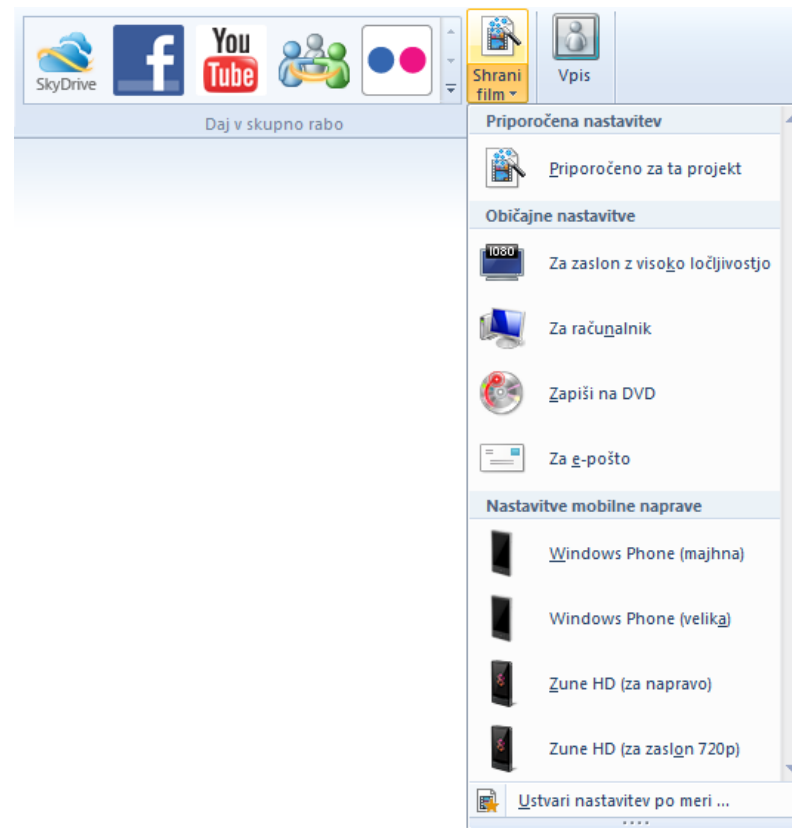 SkyDrive
You
Tube
Daj v skupno rabo
Shrani
film
Vpis
Priporočena nastavitev
Priporočeno za ta projekt
Običajne nastavitve
1080
Za zaslon z visoko ločljivostjo
Za računalnik
Zapiši na DVD
Za e-pošto
Nastavitve mobilne naprave
Windows Phone (majhna)
Windows Phone (velika)
Zune HD (za napravo)
Zune HD (za zaslon 720p)
Ustvari nastavitev po meri ...